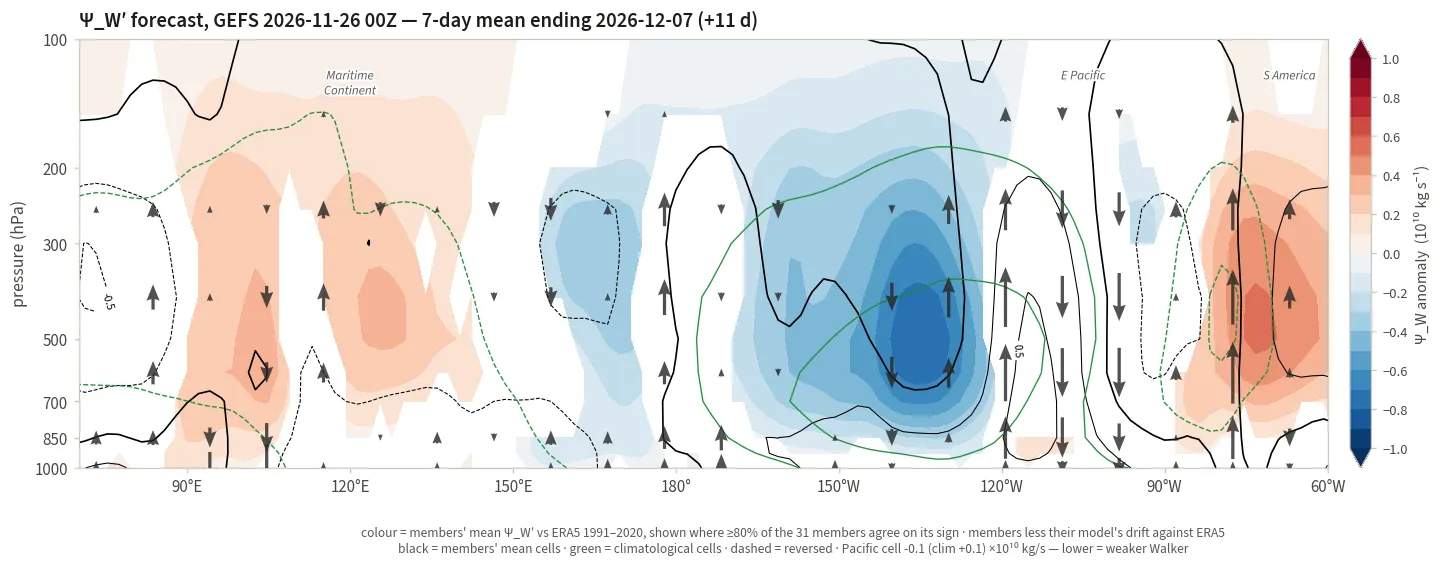 Ψ_W′ forecast, GEFS 2026-11-26 00Z — 7-day mean ending 2026-12-07 (+11 d)
100
200
300
400
500
700
850
1000
pressure (hPa)
Maritime
Continent
E Pacific
S America
-0.5
0.5
90°E
120°E
150°E
180°
150°W
120°W
90°W
60°W
1.0
0.8
0.6
0.4
0.2
0.0
−0.2
−0.4
−0.6
−0.8
−1.0
Ψ_W anomaly (10¹⁰ kg s⁻¹)
colour = members' mean Ψ_W′ vs ERA5 1991–2020, shown where ≥80% of the 31 members agree on its sign · members less their model's drift against ERA5
black = members' mean cells · green = climatological cells · dashed = reversed · Pacific cell -0.1 (clim +0.1) ×10¹⁰ kg/s — lower = weaker Walker